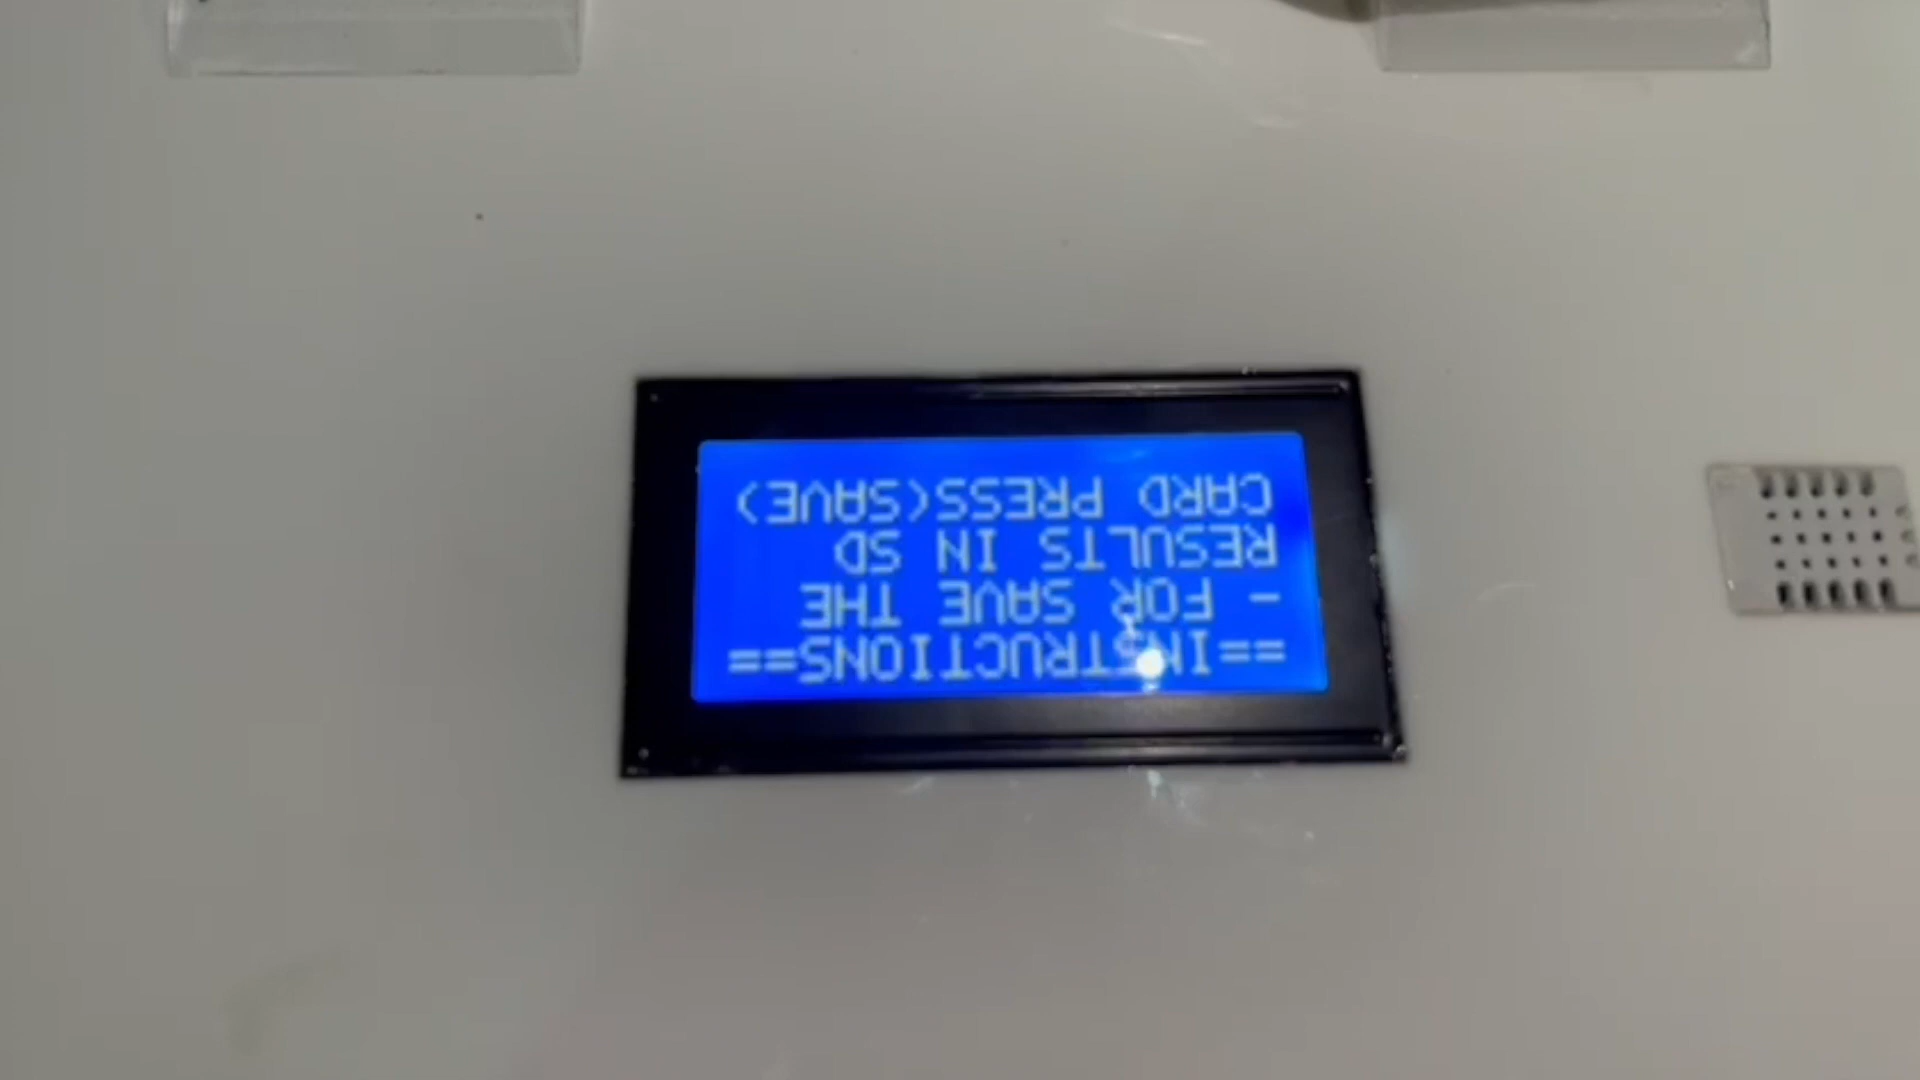 ==INSTRUCTIONS==
- FOR SAVE THE
RESULTS IN SD
CARD PRESS(SAVE)